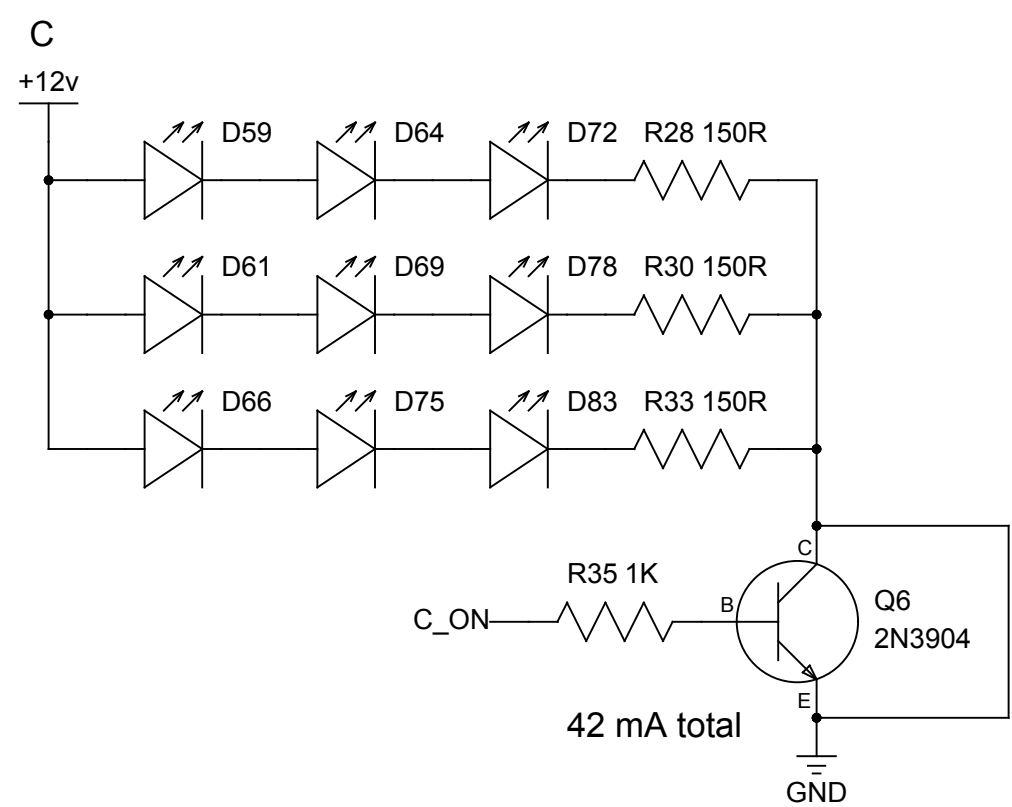 C
+12v
D59 D64 D72 R28 150R
D61 D69 D78 R30 150R
D66 D75 D83 R33 150R
C
R35 1K
B
Q6
C_ON
2N3904
E
42 mA total
GND